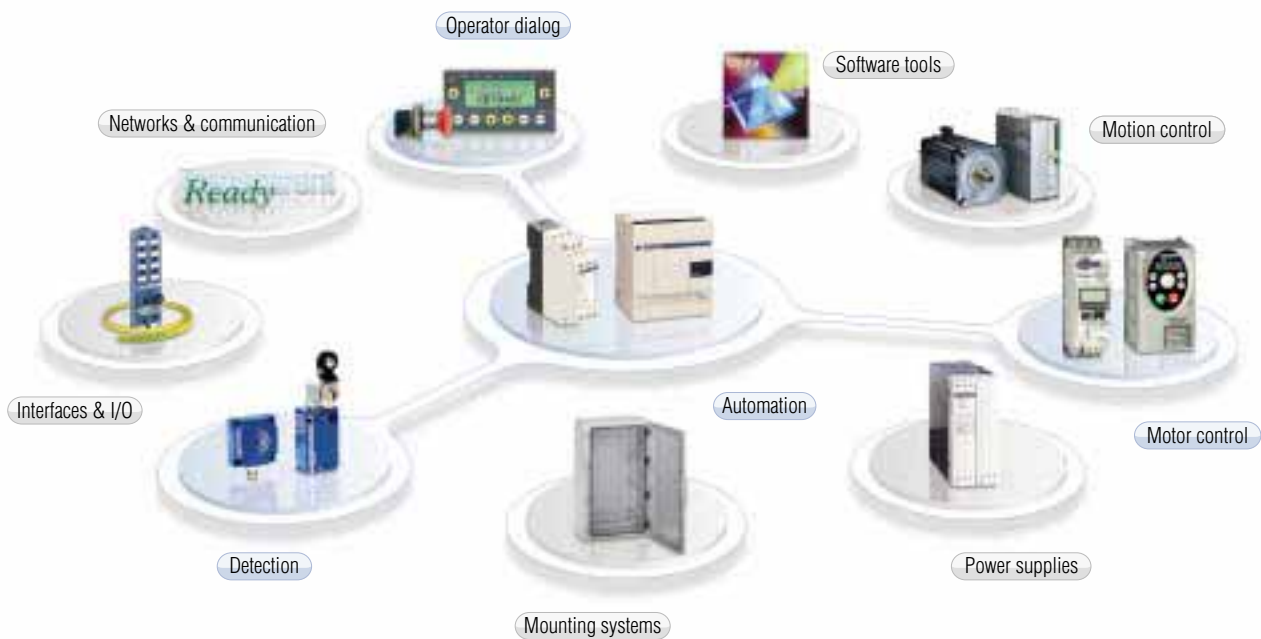 Operator dialog
Software tools
Networks & communication
Motion control
Ready
Interfaces & I/O
Automation
Motor control
Detection
Power supplies
Mounting systems